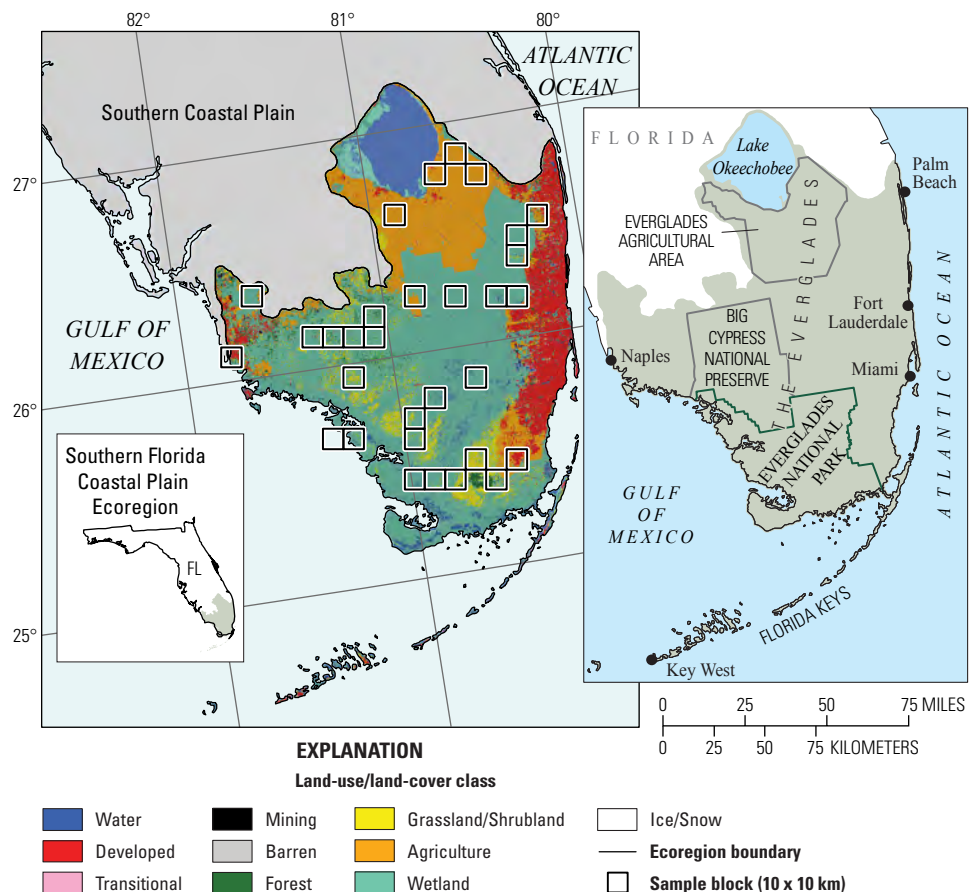 82°
81°
80°
ATLANTIC
OCEAN
Southern Coastal Plain
27°
GULF OF
MEXICO
26°
25°
Southern Florida
Coastal Plain
Ecoregion
FL
FLORIDA
Lake
Okeechobee
Palm
Beach
EVERGLADES
AGRICULTURAL
AREA
THE EVERGLADES
BIG
CYPRESS
NATIONAL
PRESERVE
Fort
Lauderdale
Naples
Miami
EVERGLADES
NATIONAL
PARK
GULF
OF
MEXICO
ATLANTIC OCEAN
FLORIDA KEYS
Key West
0 25 50 75 MILES
0 25 50 75 KILOMETERS
EXPLANATION
Land-use/land-cover class
Water
Developed
Transitional
Mining
Barren
Forest
Grassland/Shrubland
Agriculture
Wetland
Ice/Snow
Ecoregion boundary
Sample block (10 x 10 km)